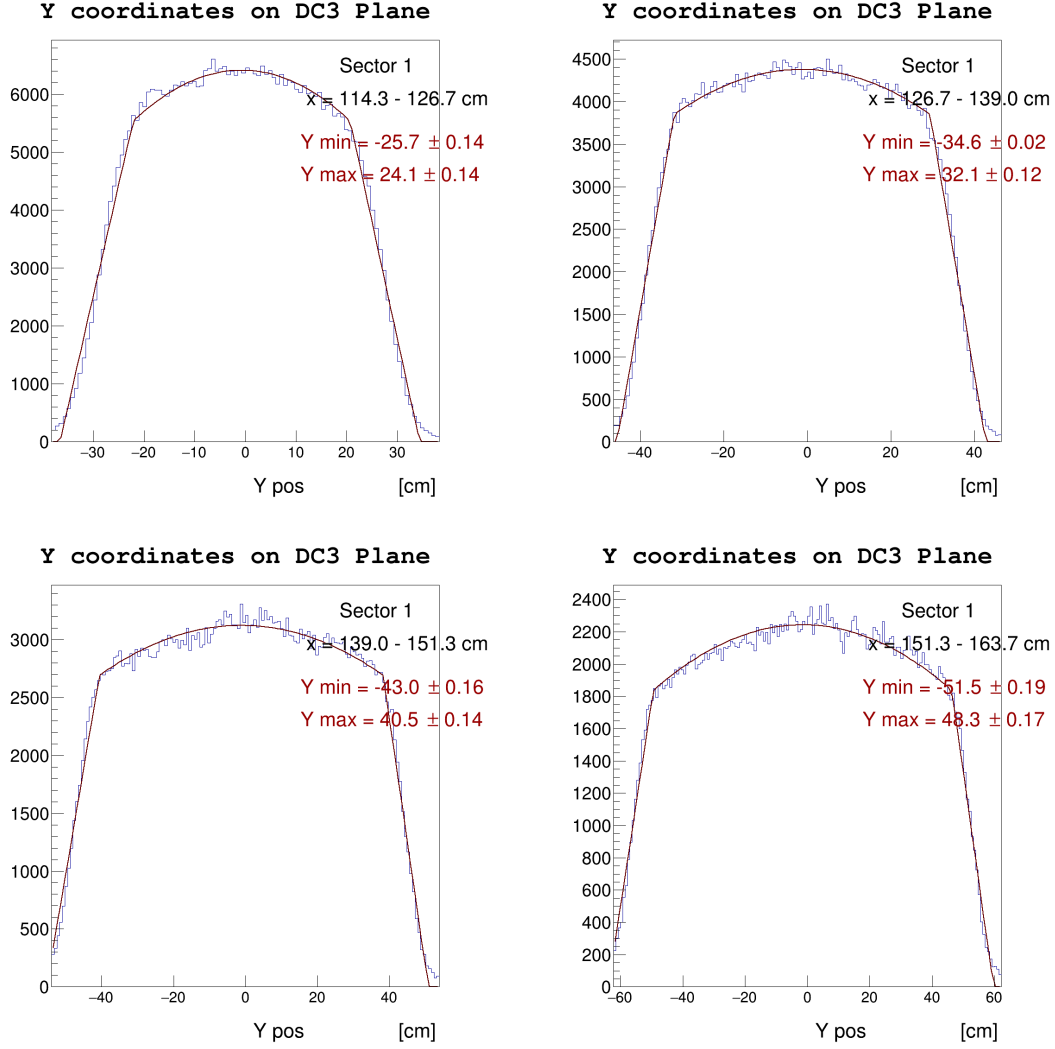 Y coordinates on DC3 Plane
Sector 1
x = 114.3 - 126.7 cm
Y min = -25.7 ± 0.14
Y max = 24.1 ± 0.14
6000
5000
4000
3000
2000
1000
0
−30 −20 −10 0 10 20 30
Y pos [cm]
Y coordinates on DC3 Plane
Sector 1
x = 126.7 - 139.0 cm
Y min = -34.6 ± 0.02
Y max = 32.1 ± 0.12
4500
4000
3500
3000
2500
2000
1500
1000
500
0
−40 −20 0 20 40
Y pos [cm]
Y coordinates on DC3 Plane
Sector 1
x = 139.0 - 151.3 cm
Y min = -43.0 ± 0.16
Y max = 40.5 ± 0.14
3000
2500
2000
1500
1000
500
0
−40 −20 0 20 40
Y pos [cm]
Y coordinates on DC3 Plane
Sector 1
x = 151.3 - 163.7 cm
Y min = -51.5 ± 0.19
Y max = 48.3 ± 0.17
2400
2200
2000
1800
1600
1400
1200
1000
800
600
400
200
0
−60 −40 −20 0 20 40 60
Y pos [cm]